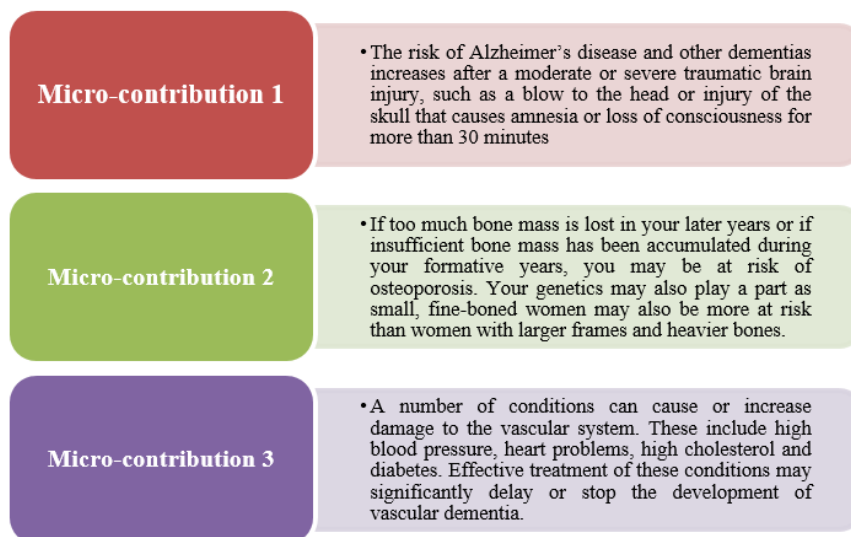 Micro-contribution 1
• The risk of Alzheimer’s disease and other dementias
increases after a moderate or severe traumatic brain
injury, such as a blow to the head or injury of the
skull that causes amnesia or loss of consciousness for
more than 30 minutes
Micro-contribution 2
• If too much bone mass is lost in your later years or if
insufficient bone mass has been accumulated during
your formative years, you may be at risk of
osteoporosis. Your genetics may also play a part as
small, fine-boned women may also be more at risk
than women with larger frames and heavier bones.
Micro-contribution 3
• A number of conditions can cause or increase
damage to the vascular system. These include high
blood pressure, heart problems, high cholesterol and
diabetes. Effective treatment of these conditions may
significantly delay or stop the development of
vascular dementia.